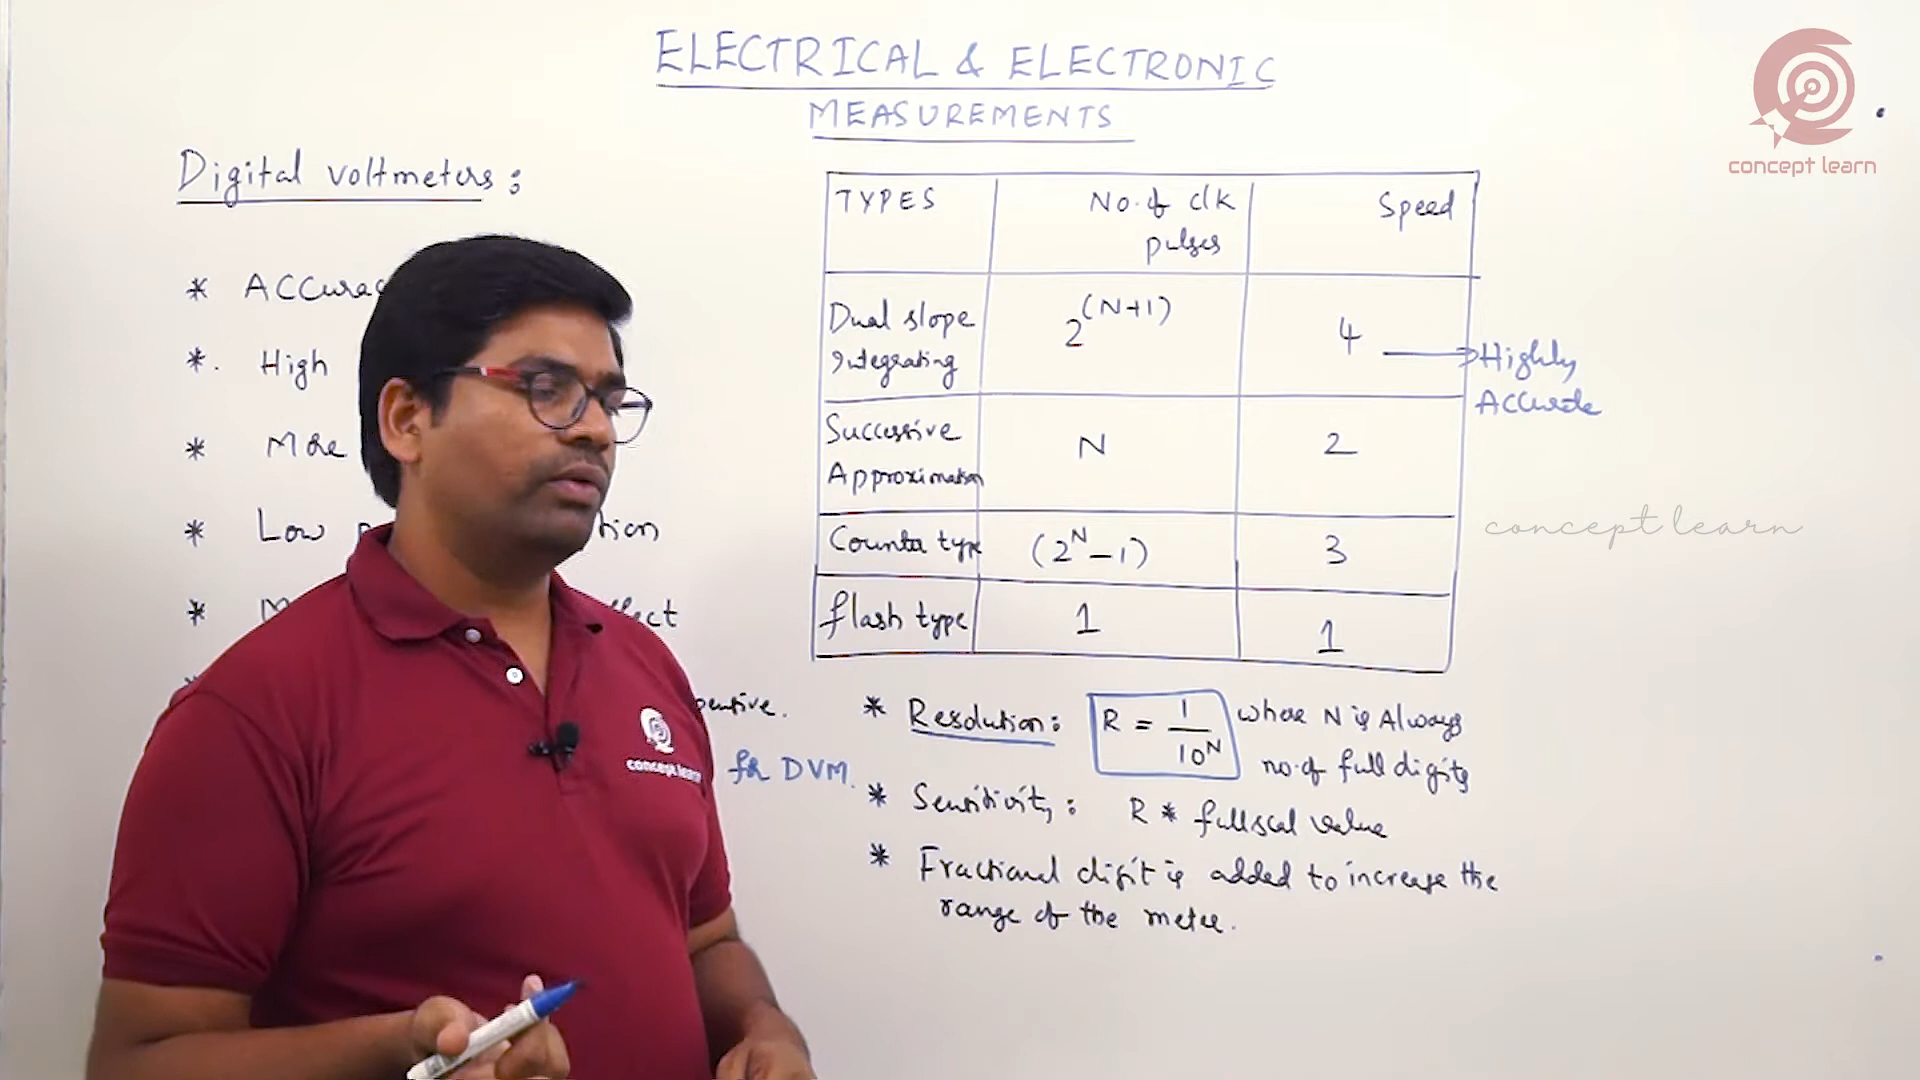 ELECTRICAL & ELECTRONIC
MEASUREMENTS
concept learn
Digital voltmeters:
* Accurac
*. High
* More
* Low p tion
* M ffect
*
pensive.
for DVM.
TYPES No. of clk pulses Speed
Dual slope Integrating 2^(N+1) 4 → Highly Accurate
Successive Approximation N 2
Counter type (2^N - 1) 3
flash type 1 1
concept learn
* Resolution: R = 1/10^N where N is Always
no. of full digits
* Sensitivity: R * fullscal value
* Fractional digit is added to increase the
range of the meter.
concept learn